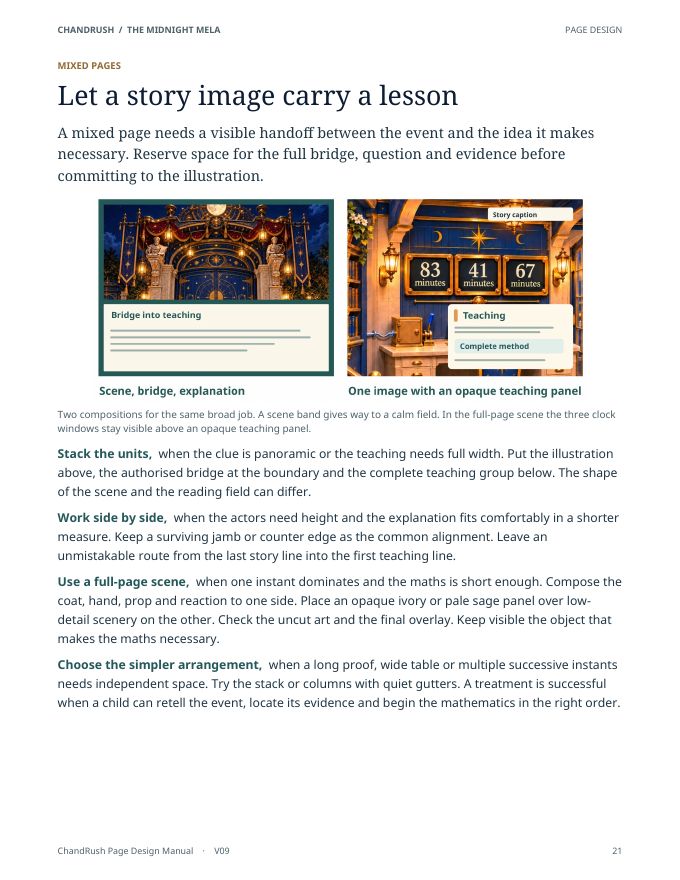 CHANDRUSH / THE MIDNIGHT MELA
PAGE DESIGN
MIXED PAGES
Let a story image carry a lesson
A mixed page needs a visible handoff between the event and the idea it makes
necessary. Reserve space for the full bridge, question and evidence before
committing to the illustration.
Bridge into teaching
Story caption
83 minutes
41 minutes
67 minutes
Teaching
Complete method
Scene, bridge, explanation
One image with an opaque teaching panel
Two compositions for the same broad job. A scene band gives way to a calm field. In the full-page scene the three clock
windows stay visible above an opaque teaching panel.
Stack the units, when the clue is panoramic or the teaching needs full width. Put the illustration
above, the authorised bridge at the boundary and the complete teaching group below. The shape
of the scene and the reading field can differ.
Work side by side, when the actors need height and the explanation fits comfortably in a shorter
measure. Keep a surviving jamb or counter edge as the common alignment. Leave an
unmistakable route from the last story line into the first teaching line.
Use a full-page scene, when one instant dominates and the maths is short enough. Compose the
coat, hand, prop and reaction to one side. Place an opaque ivory or pale sage panel over low-
detail scenery on the other. Check the uncut art and the final overlay. Keep visible the object that
makes the maths necessary.
Choose the simpler arrangement, when a long proof, wide table or multiple successive instants
needs independent space. Try the stack or columns with quiet gutters. A treatment is successful
when a child can retell the event, locate its evidence and begin the mathematics in the right order.
ChandRush Page Design Manual · V09
21